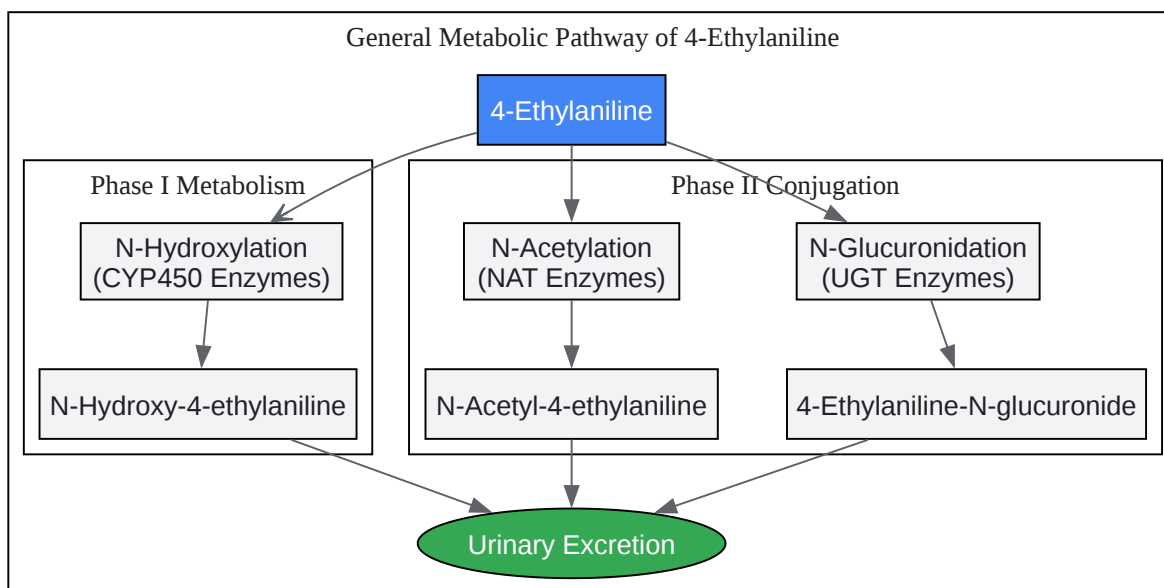 General Metabolic Pathway of 4-Ethylaniline
4-Ethylaniline
Phase I Metabolism
Phase II Conjugation
N-Hydroxylation
(CYP450 Enzymes)
N-Acetylation
(NAT Enzymes)
N-Glucuronidation
(UGT Enzymes)
N-Hydroxy-4-ethylaniline
N-Acetyl-4-ethylaniline
4-Ethylaniline-N-glucuronide
Urinary Excretion